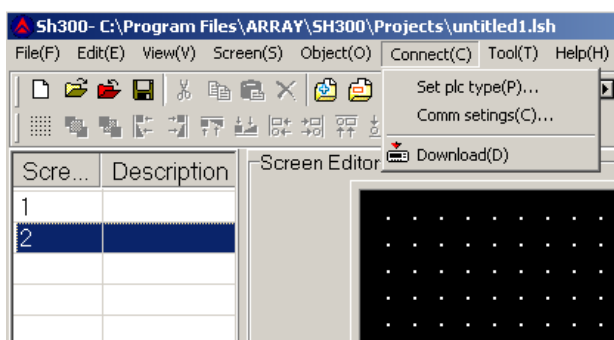 Sh300- C:\Program Files\ARRAY\SH300\Projects\untitled1.lsh
File(F) Edit(E) View(V) Screen(S) Object(O) Connect(C) Tool(T) Help(H)
Set plc type(P)...
Comm setings(C)...
Download(D)
Scre... Description
Screen Editor
1
2